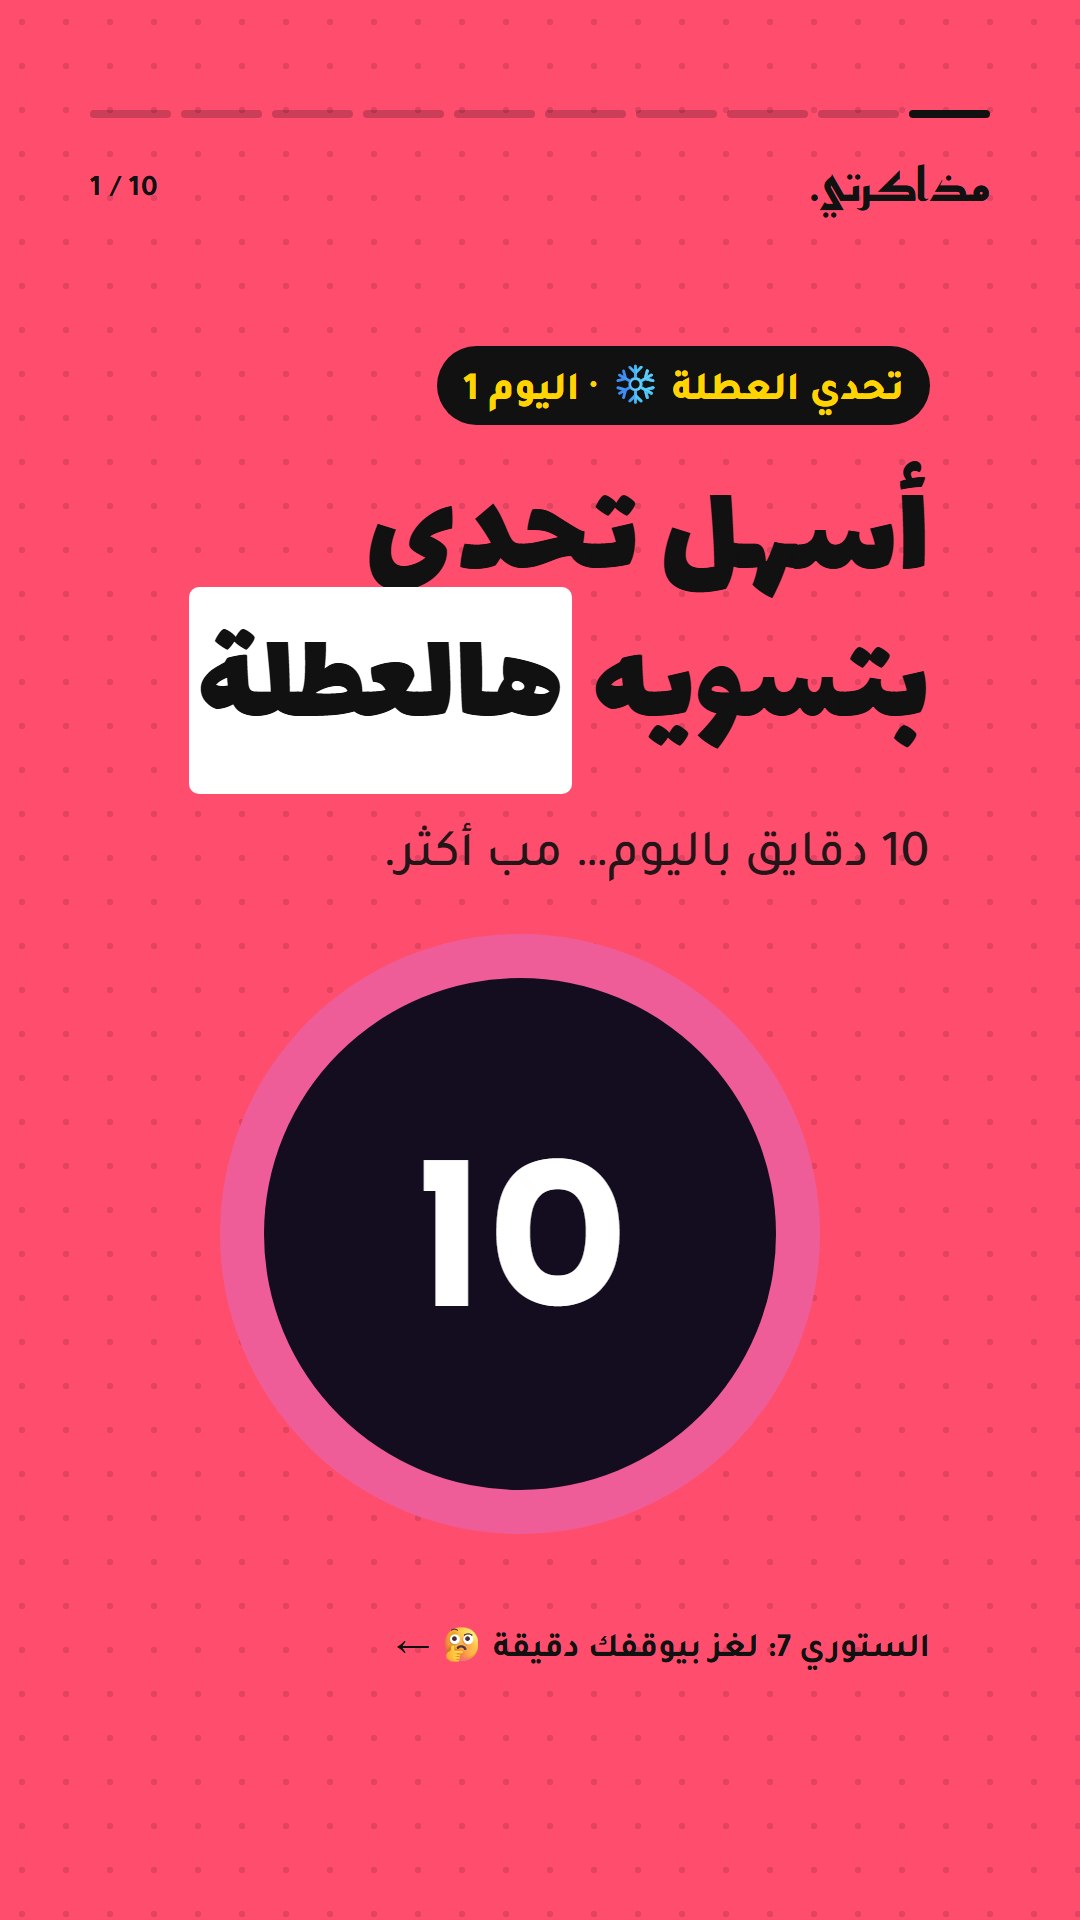 مذاكرتي.
1 / 10
تحدي العطلة ❄️ · اليوم 1
أسهل تحدي
بتسويه هالعطلة
10 دقايق باليوم… مب أكثر.
10
الستوري 7: لغز بيوقفك دقيقة 🤔 ←